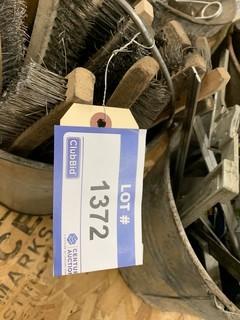 ClubBid
LOT #
1372
CENTURY
AUCTION
MARKS